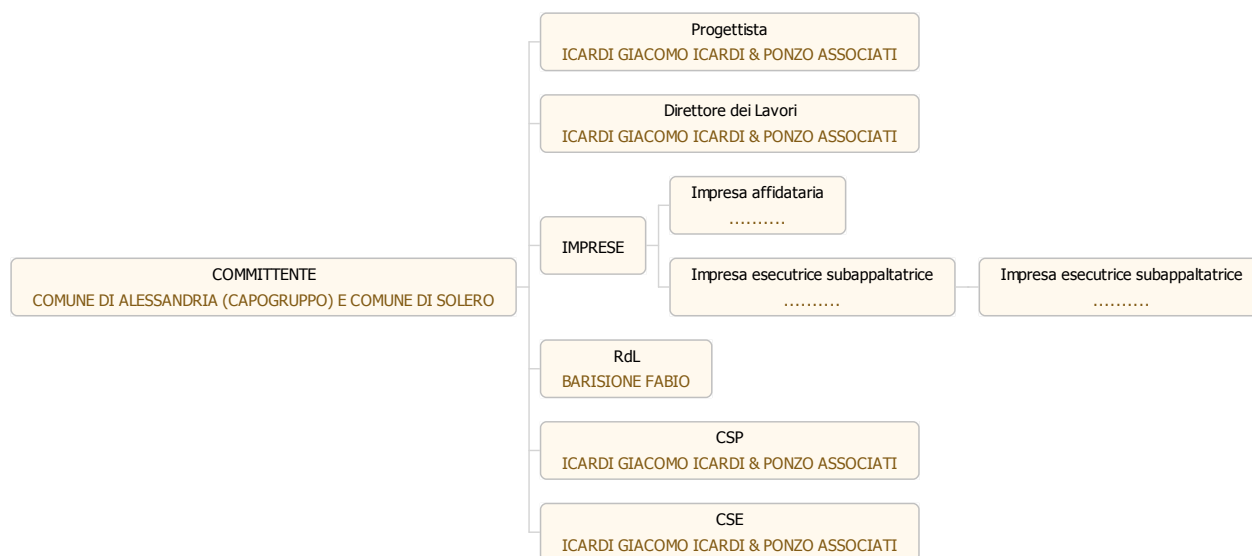 Progettista
ICARDI GIACOMO ICARDI & PONZO ASSOCIATI
Direttore dei Lavori
ICARDI GIACOMO ICARDI & PONZO ASSOCIATI
Impresa affidataria
..........
IMPRESE
COMMITTENTE
COMUNE DI ALESSANDRIA (CAPOGRUPPO) E COMUNE DI SOLERO
Impresa esecutrice subappaltatrice
..........
Impresa esecutrice subappaltatrice
..........
RdL
BARISIONE FABIO
CSP
ICARDI GIACOMO ICARDI & PONZO ASSOCIATI
CSE
ICARDI GIACOMO ICARDI & PONZO ASSOCIATI